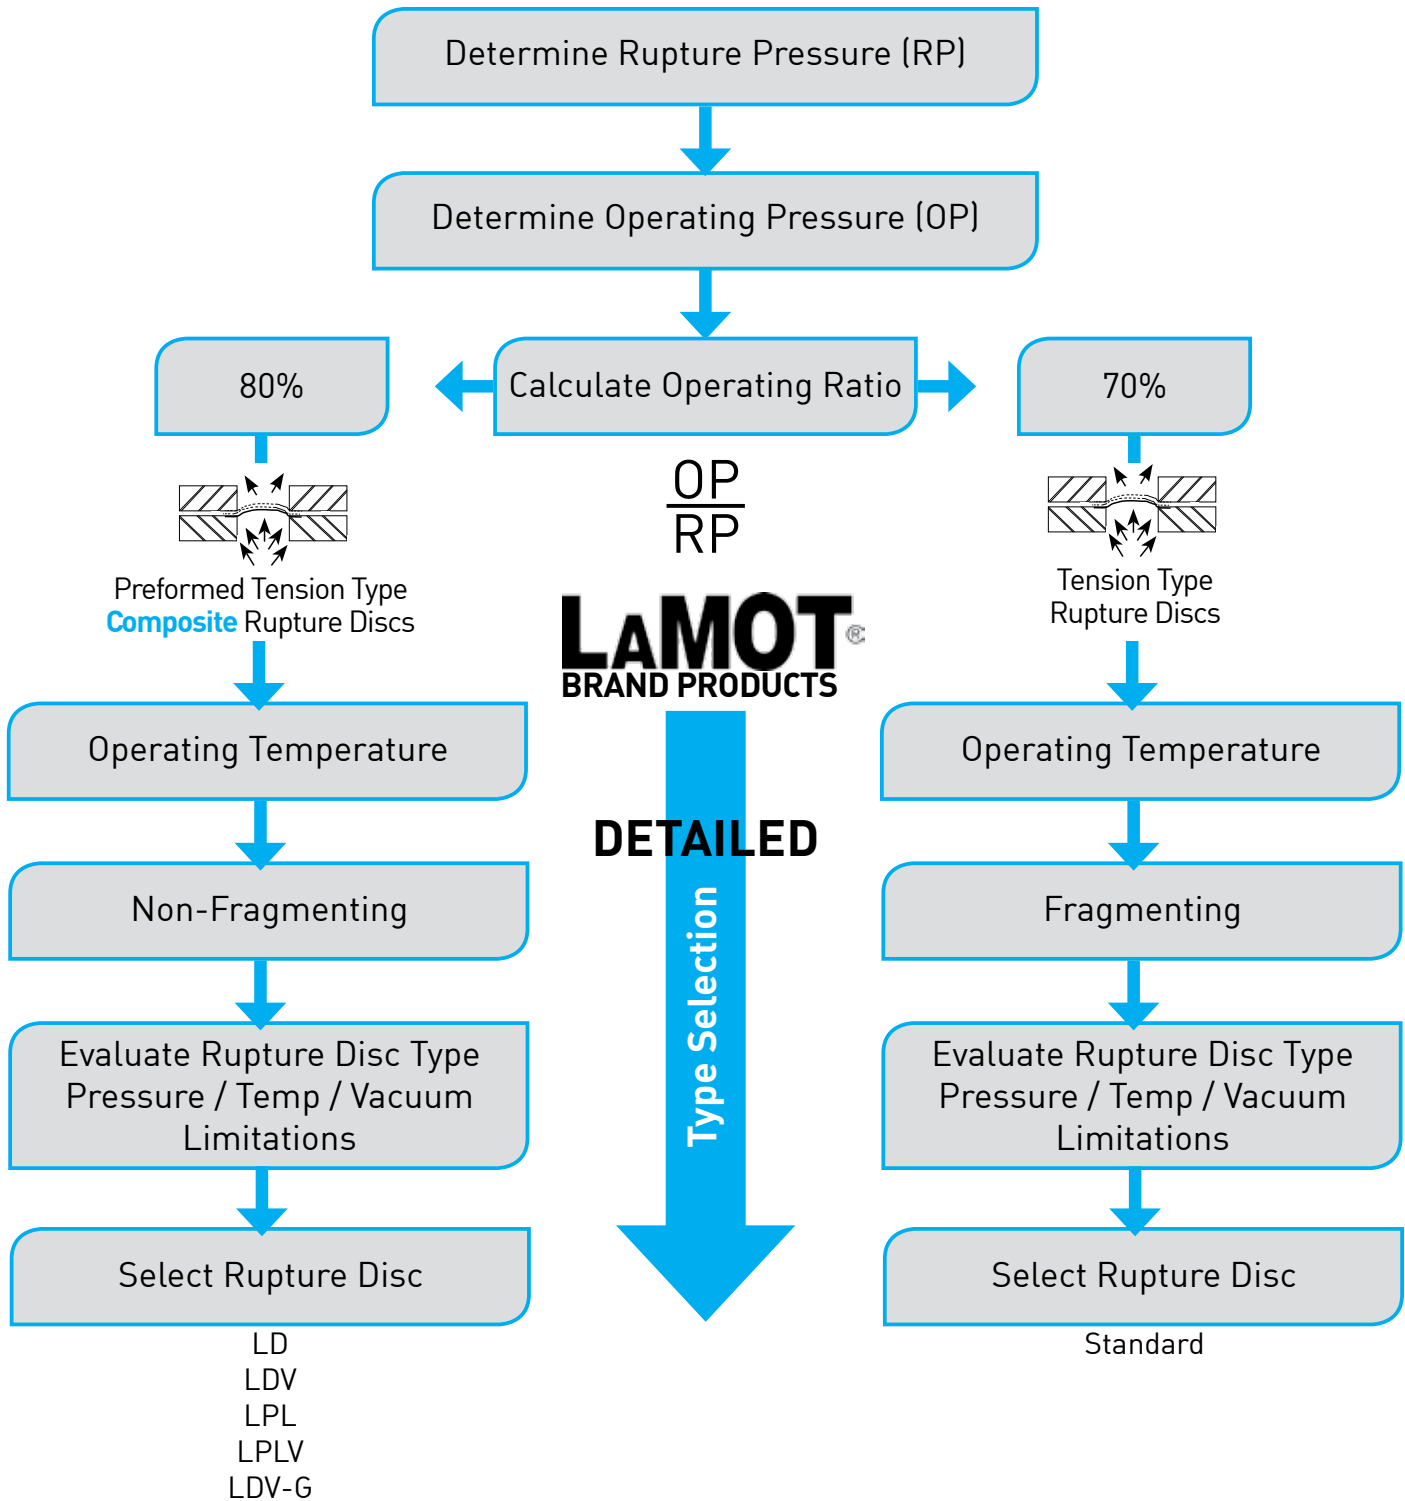 Determine Rupture Pressure (RP)
Determine Operating Pressure (OP)
80%
Calculate Operating Ratio
70%
OP
RP
Preformed Tension Type
Composite Rupture Discs
Tension Type
Rupture Discs
LAMOT®
BRAND PRODUCTS
Operating Temperature
Operating Temperature
DETAILED
Type Selection
Non-Fragmenting
Fragmenting
Evaluate Rupture Disc Type
Pressure / Temp / Vacuum
Limitations
Evaluate Rupture Disc Type
Pressure / Temp / Vacuum
Limitations
Select Rupture Disc
Select Rupture Disc
LD
LDV
LPL
LPLV
LDV-G
Standard